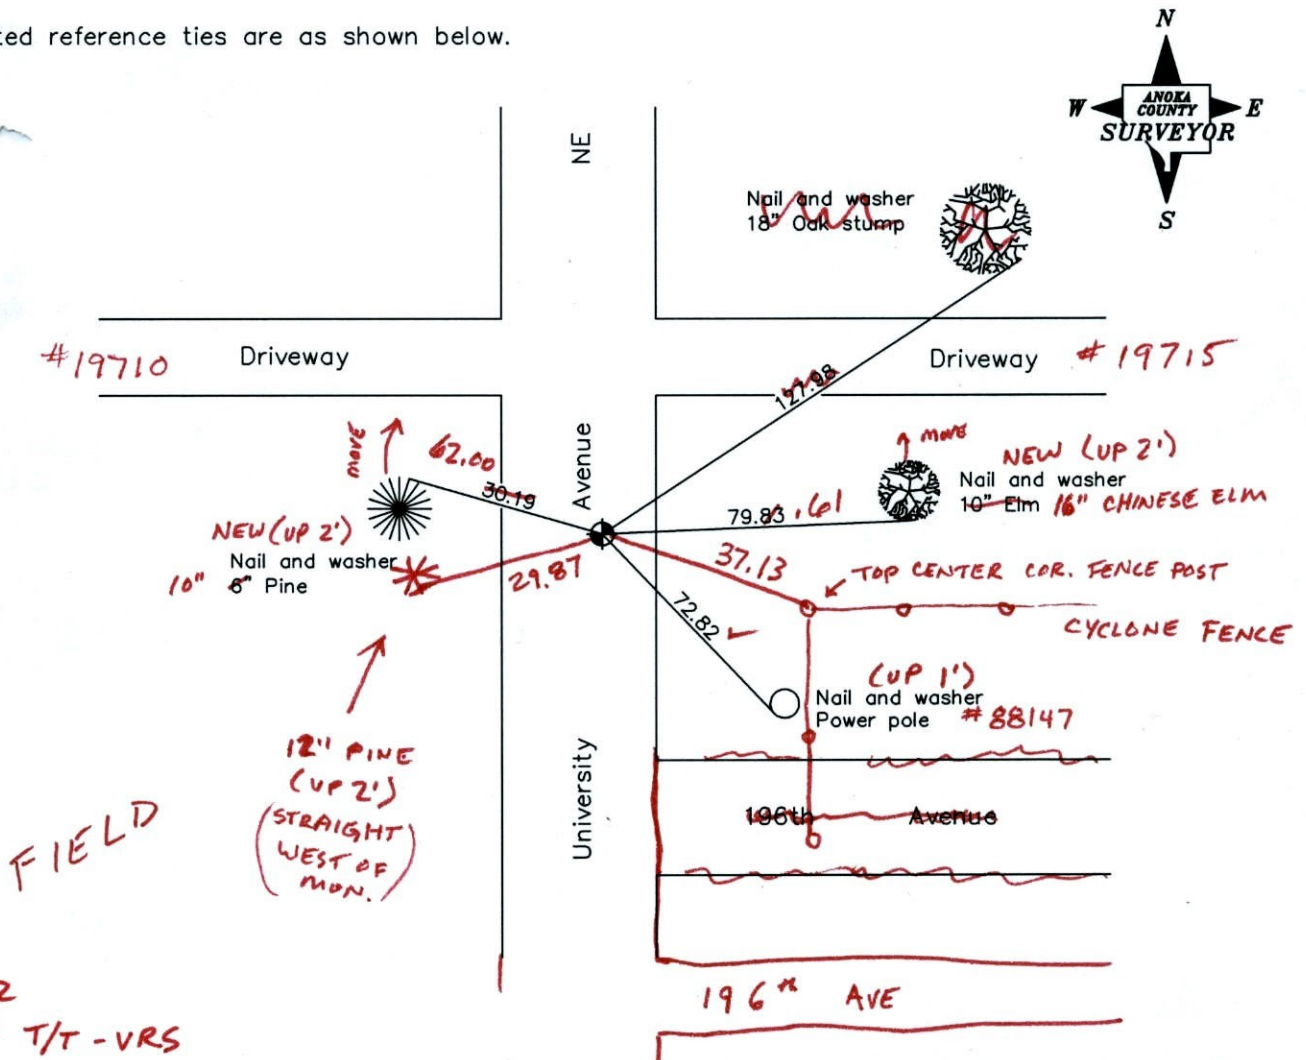 ted reference ties are as shown below.
N
W ANOKA COUNTY E
SURVEYOR
S
NE
Nail and washer
18" Oak stump
#19710
Driveway
Driveway
# 19715
127.98
MOVE
62.00
30.19
Avenue
MOVE
NEW (UP 2')
Nail and washer
10" Elm 16" CHINESE ELM
79.83 .61
NEW (UP 2')
Nail and washer
10" 6" Pine
29.87
37.13
TOP CENTER COR. FENCE POST
CYCLONE FENCE
72.82 ✓
(UP 1')
Nail and washer
Power pole #88147
12" PINE
(UP 2')
(STRAIGHT
WEST OF
MON.)
University
196th Avenue
FIELD
196th AVE
2
T/T - VRS